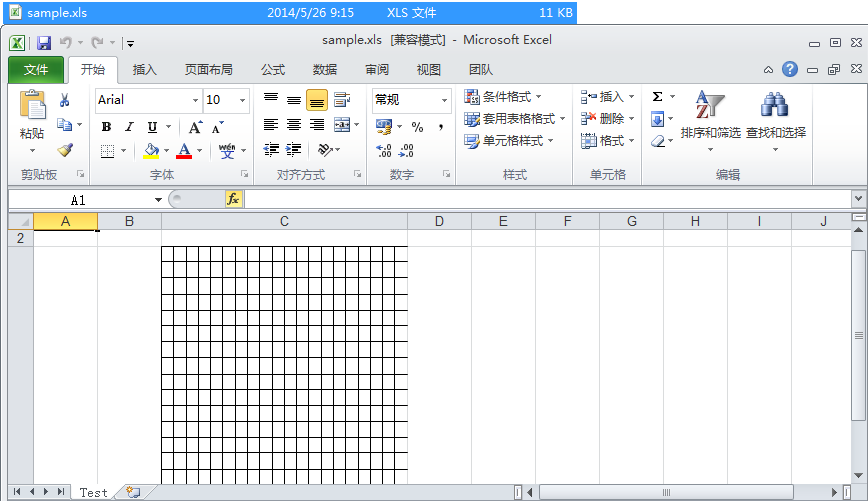 sample.xls 2014/5/26 9:15 XLS 文件 11 KB
sample.xls [兼容模式] - Microsoft Excel
文件 开始 插入 页面布局 公式 数据 审阅 视图 团队
Arial 10 常规 条件格式 插入 Σ
粘贴 B I U A A % , 套用表格格式 删除 排序和筛选 查找和选择
A wén 文 .0 .00 .00 .0 单元格样式 格式
剪贴板 字体 对齐方式 数字 样式 单元格 编辑
A1 fx
A B C D E F G H I J
2
Test